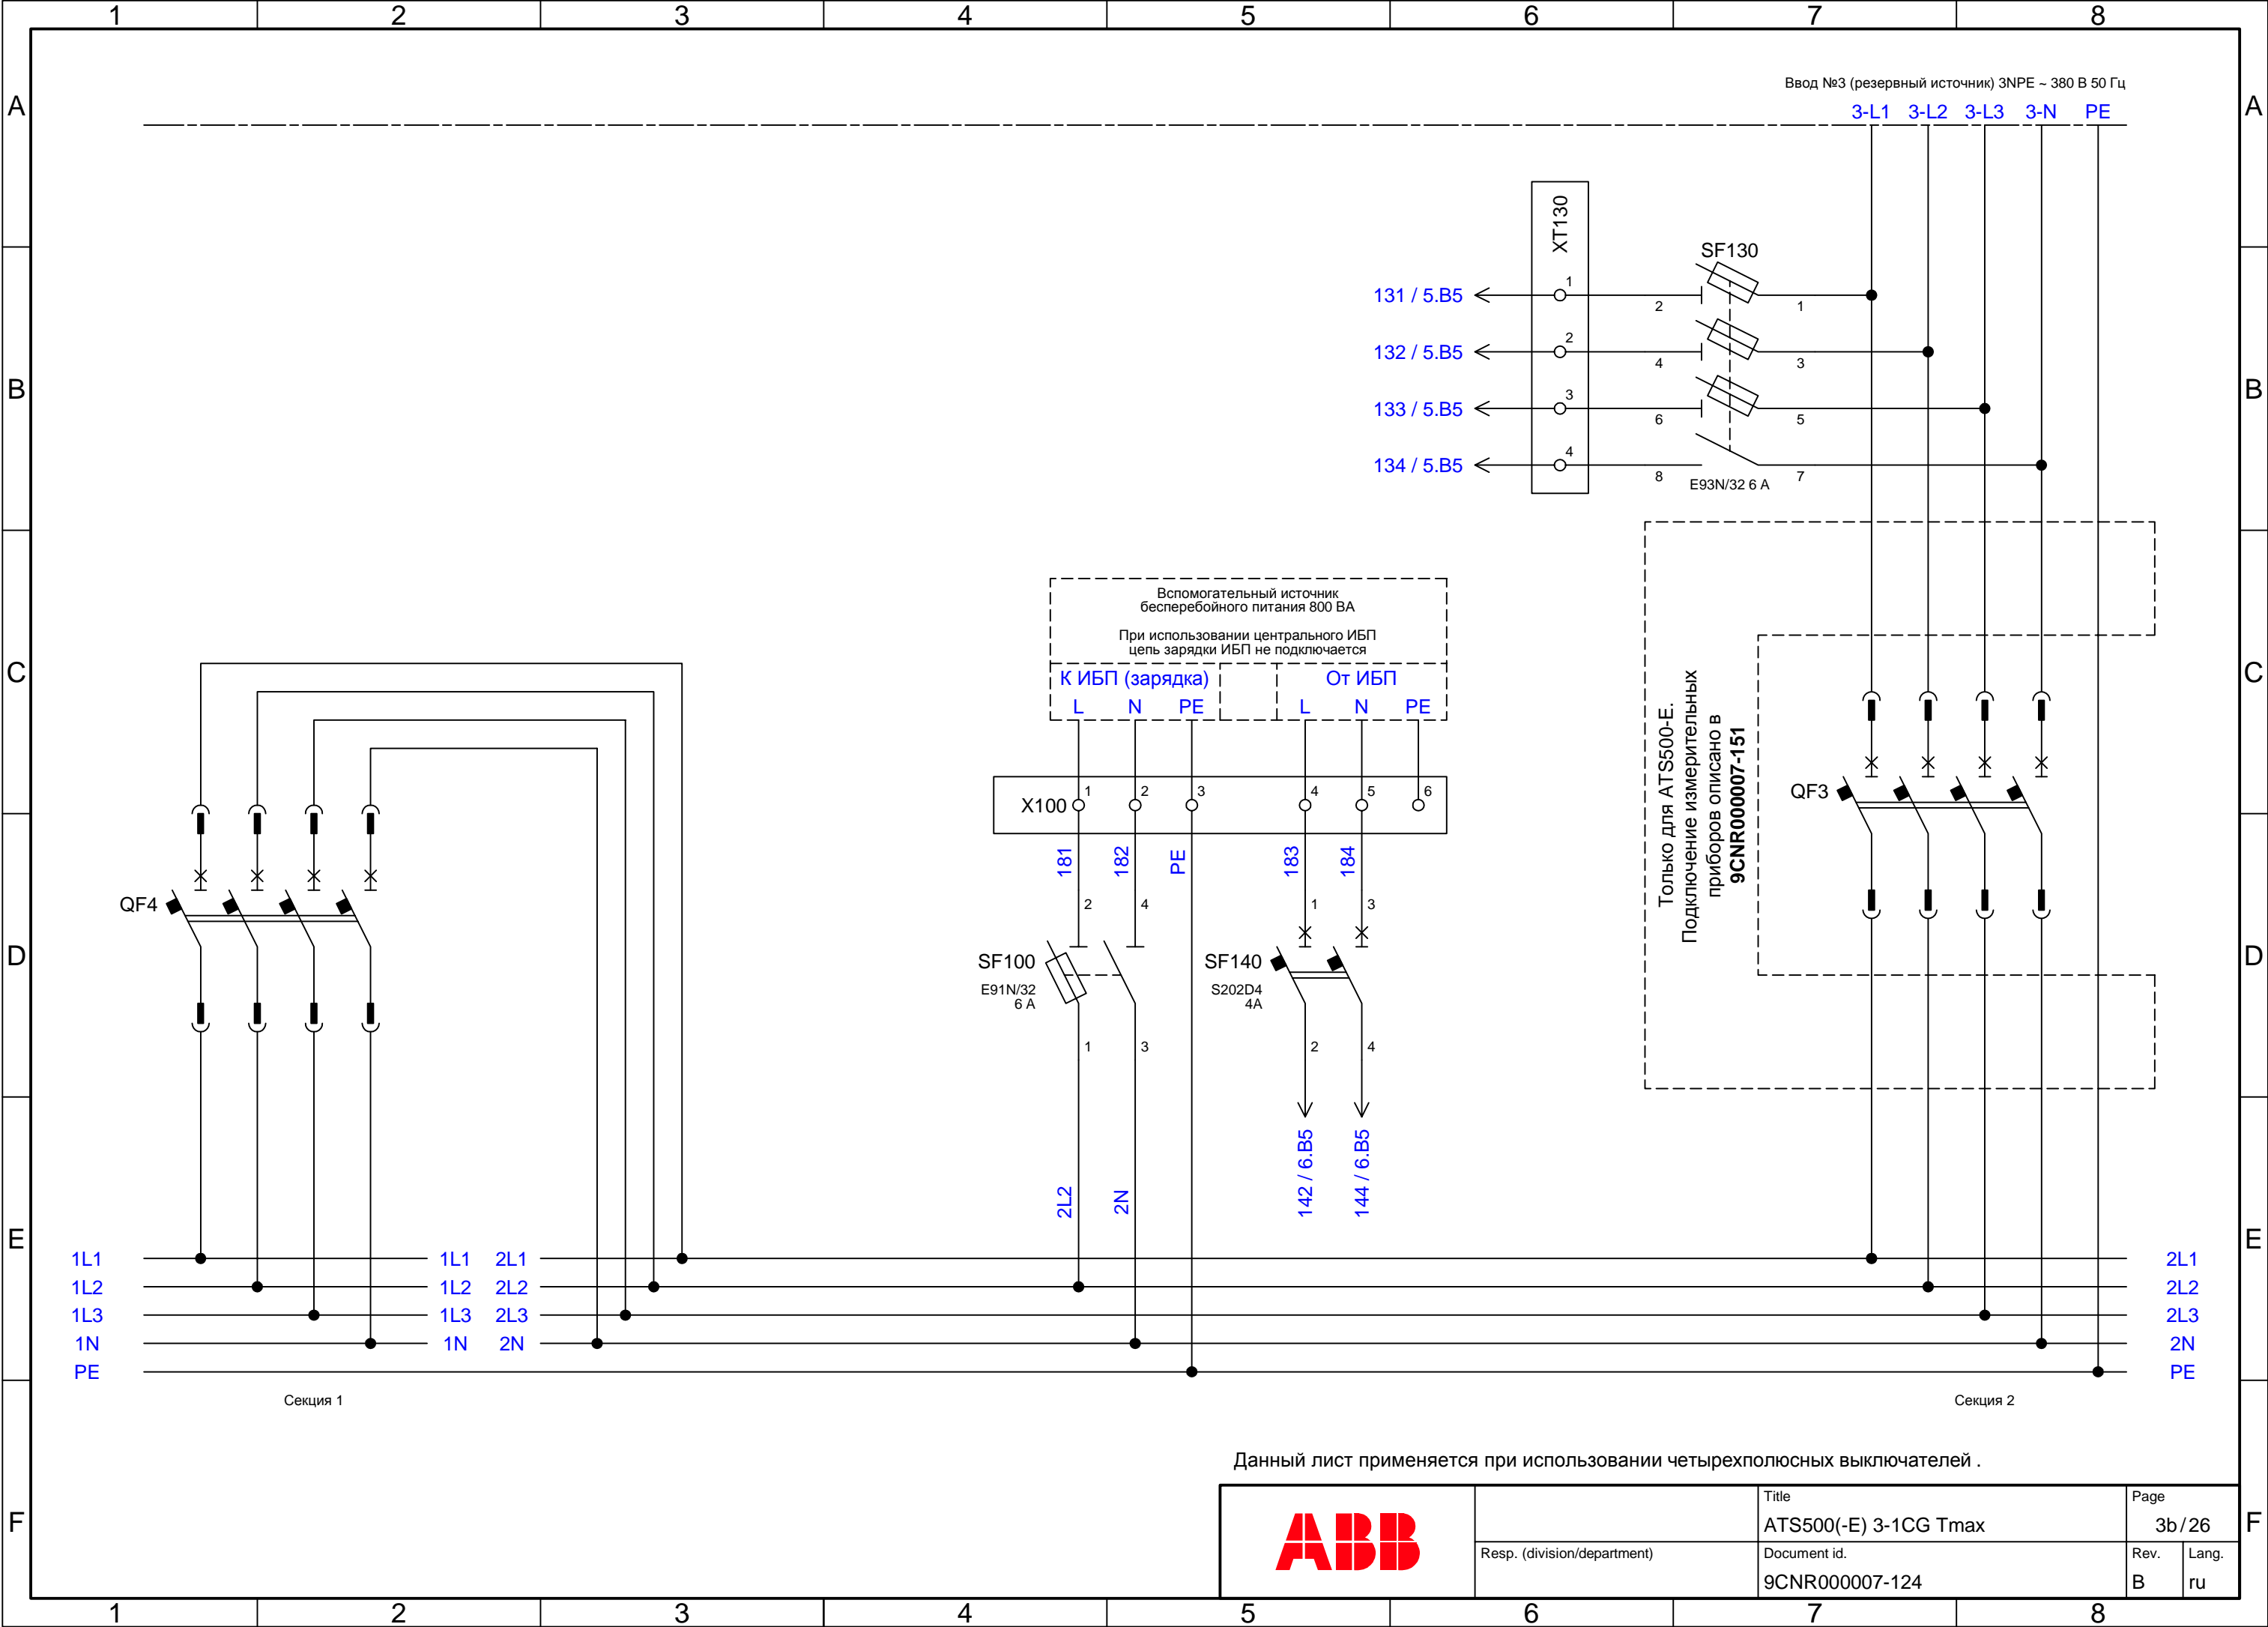 1 2 3 4 5 6 7 8
A A
Ввод №3 (резервный источник) 3NPE ~ 380 В 50 Гц
3-L1 3-L2 3-L3 3-N PE
XT130
SF130
131 / 5.B5 1 2 1
132 / 5.B5 2 4 3
B B
133 / 5.B5 3 6 5
134 / 5.B5 4 8 7
E93N/32 6 A
Вспомогательный источник
бесперебойного питания 800 ВА
При использовании центрального ИБП
цепь зарядки ИБП не подключается
C C
К ИБП (зарядка) От ИБП
L N PE L N PE
Только для ATS500-E.
Подключение измерительных
приборов описано в
9CNR000007-151
X100 1 2 3 4 5 6
QF3
181 182 PE 183 184
QF4
2 4 1 3
D D
SF100
E91N/32
6 A
SF140
S202D4
4A
1 3 2 4
2L2 2N 142 / 6.B5 144 / 6.B5
E E
1L1 1L1 2L1 2L1
1L2 1L2 2L2 2L2
1L3 1L3 2L3 2L3
1N 1N 2N 2N
PE PE
Секция 1 Секция 2
Данный лист применяется при использовании четырехполюсных выключателей .
F F
ABB
Title
ATS500(-E) 3-1CG Tmax
Page
3b / 26
Resp. (division/department)
Document id.
9CNR000007-124
Rev.
B
Lang.
ru
1 2 3 4 5 6 7 8